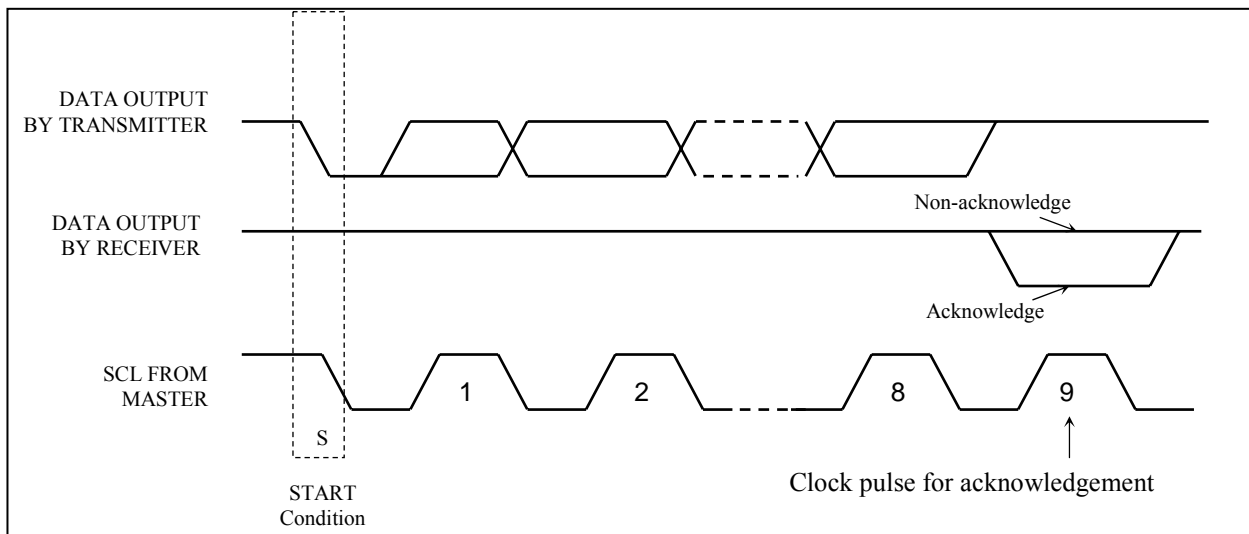 DATA OUTPUT
BY TRANSMITTER
Non-acknowledge
DATA OUTPUT
BY RECEIVER
Acknowledge
SCL FROM
MASTER
1
2
8
9
S
START
Condition
Clock pulse for acknowledgement